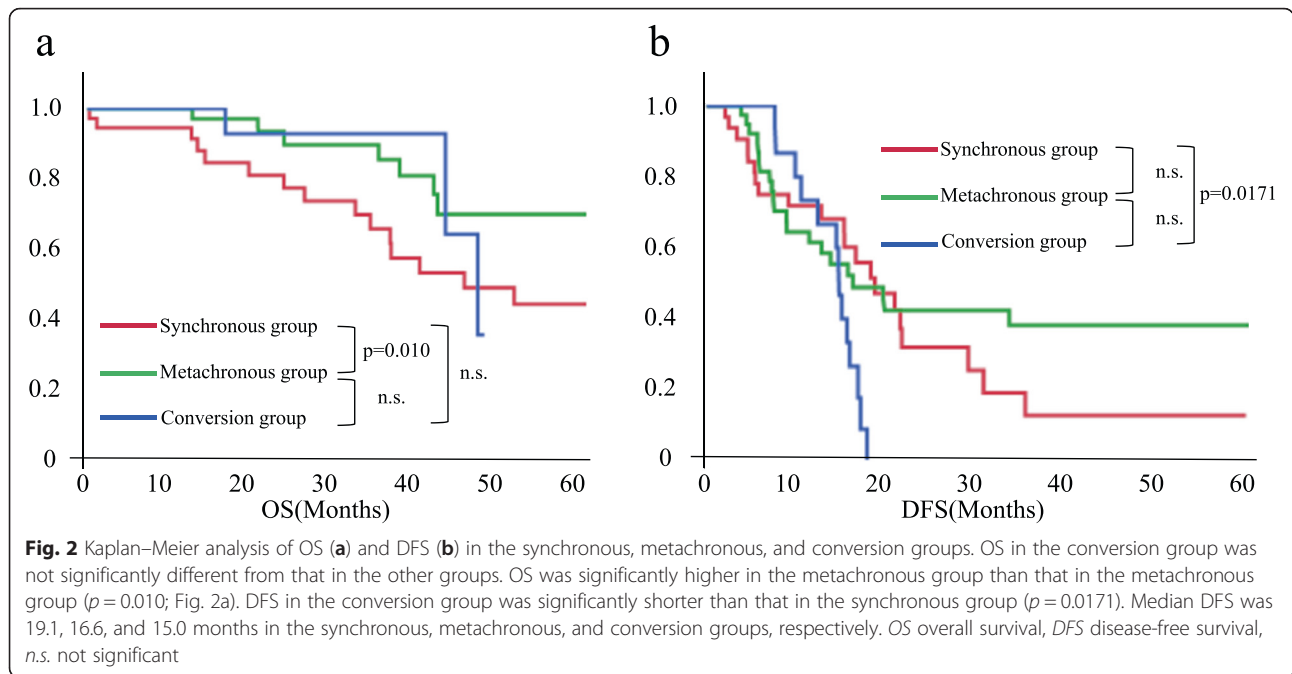 a
1.0
0.8
0.6
0.4
0.2
0
Synchronous group
Metachronous group
Conversion group
p=0.010
n.s.
n.s.
0 10 20 30 40 50 60
OS(Months)
b
1.0
0.8
0.6
0.4
0.2
0
Synchronous group
Metachronous group
Conversion group
n.s.
n.s.
p=0.0171
0 10 20 30 40 50 60
DFS(Months)
Fig. 2 Kaplan–Meier analysis of OS (a) and DFS (b) in the synchronous, metachronous, and conversion groups. OS in the conversion group was
not significantly different from that in the other groups. OS was significantly higher in the metachronous group than that in the metachronous
group (p = 0.010; Fig. 2a). DFS in the conversion group was significantly shorter than that in the synchronous group (p = 0.0171). Median DFS was
19.1, 16.6, and 15.0 months in the synchronous, metachronous, and conversion groups, respectively. OS overall survival, DFS disease-free survival,
n.s. not significant